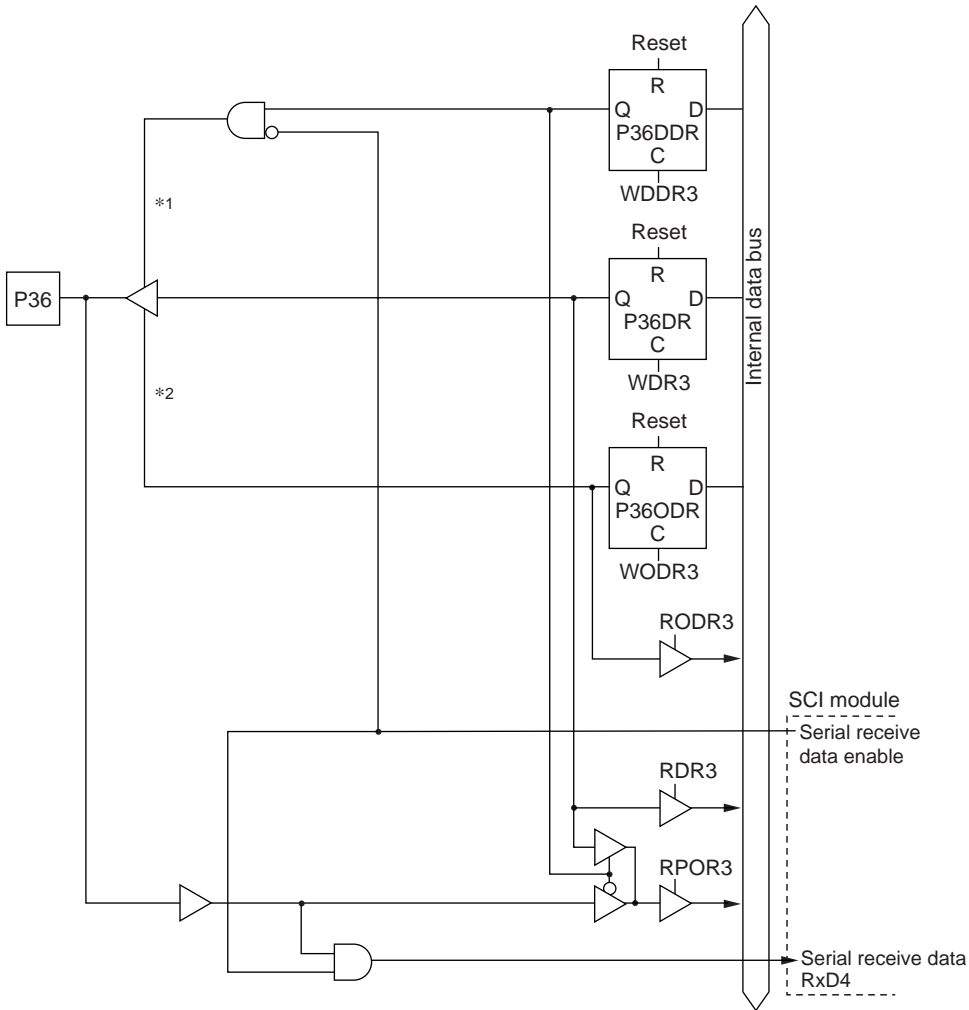 Reset
R
Q D
P36DDR
C
WDDR3
*1
Reset
R
P36
Q D
P36DR
C
WDR3
Internal data bus
*2
Reset
R
Q D
P36ODR
C
WODR3
RODR3
SCI module
Serial receive
data enable
RDR3
RPOR3
Serial receive data
RxD4